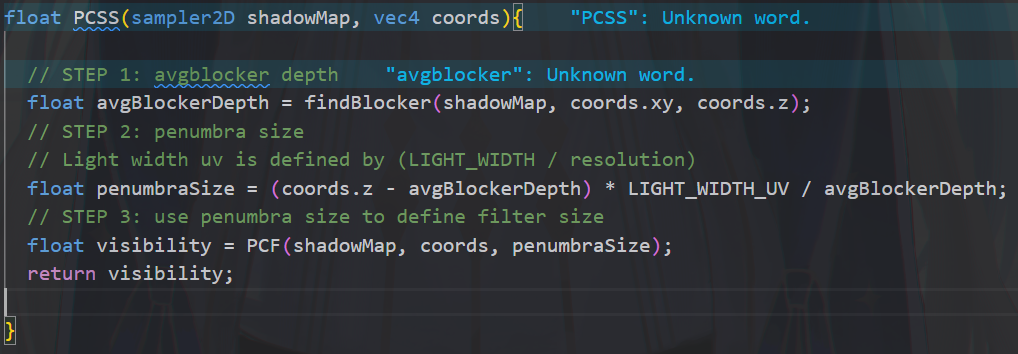 float PCSS(sampler2D shadowMap, vec4 coords){ "PCSS": Unknown word.
// STEP 1: avgblocker depth "avgblocker": Unknown word.
float avgBlockerDepth = findBlocker(shadowMap, coords.xy, coords.z);
// STEP 2: penumbra size
// Light width uv is defined by (LIGHT_WIDTH / resolution)
float penumbraSize = (coords.z - avgBlockerDepth) * LIGHT_WIDTH_UV / avgBlockerDepth;
// STEP 3: use penumbra size to define filter size
float visibility = PCF(shadowMap, coords, penumbraSize);
return visibility;
}